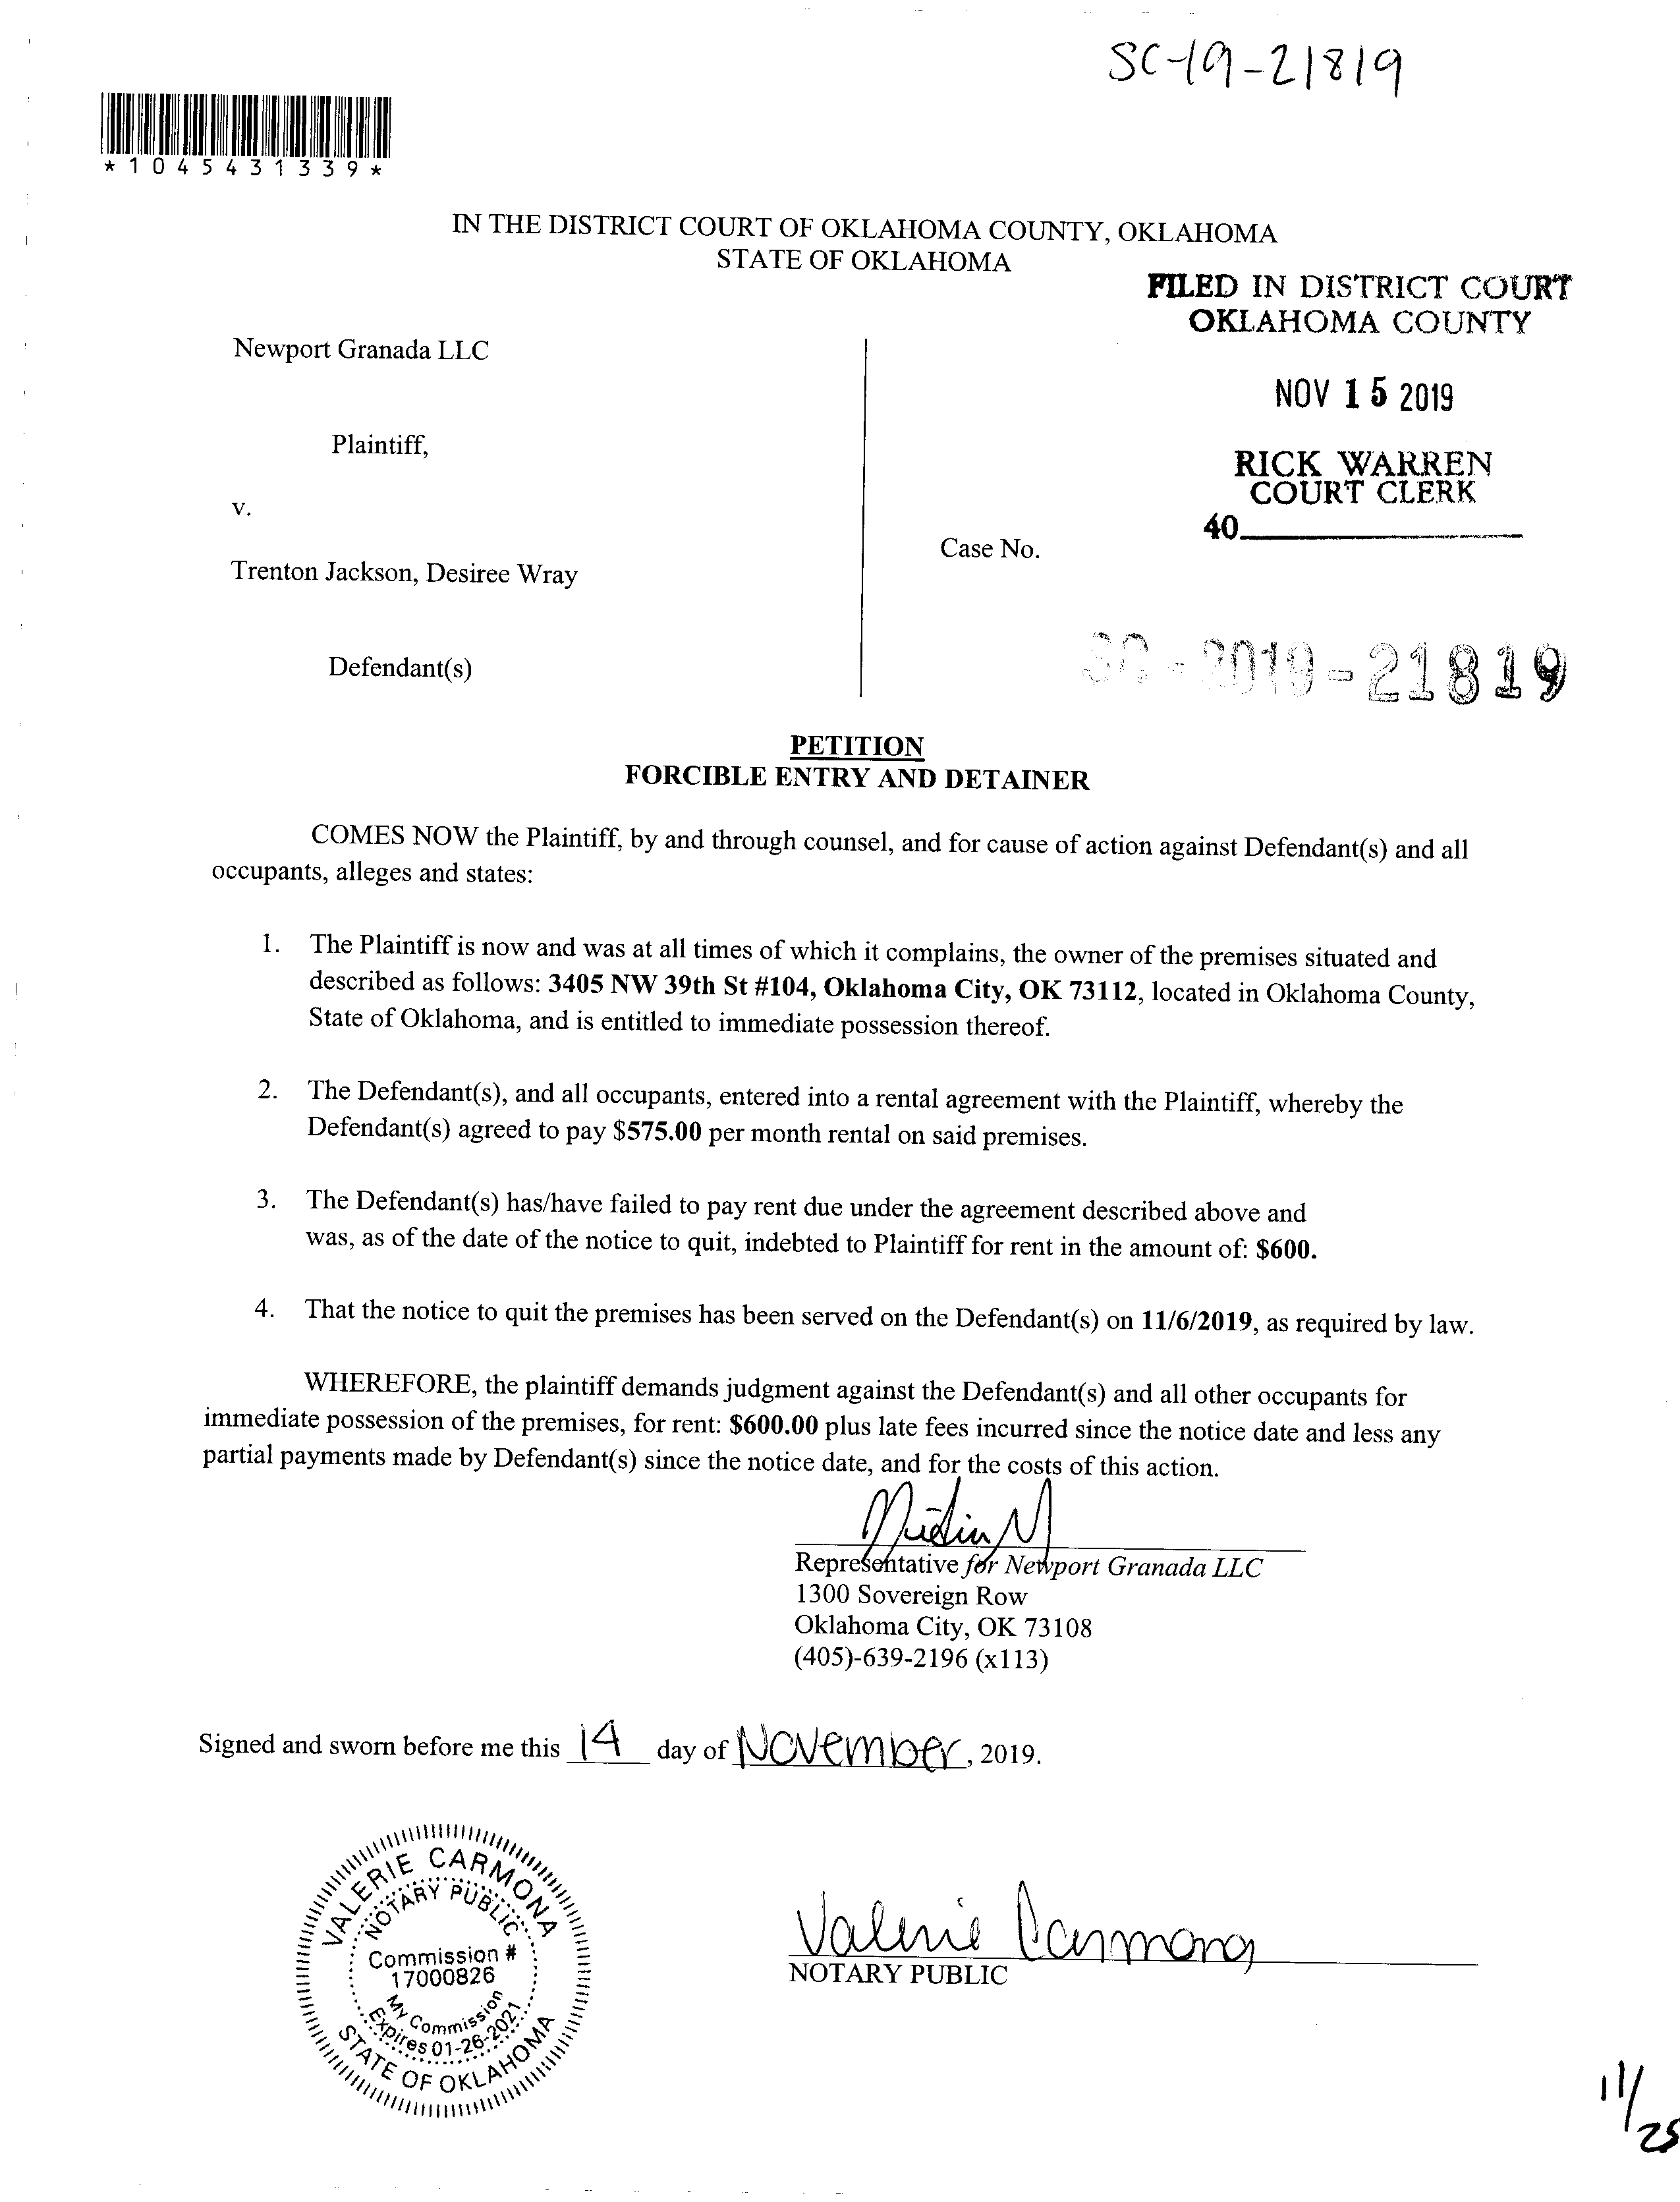 SC-19-21819
*1045431339*
IN THE DISTRICT COURT OF OKLAHOMA COUNTY, OKLAHOMA
STATE OF OKLAHOMA
FILED IN DISTRICT COURT
OKLAHOMA COUNTY
Newport Granada LLC
NOV 15 2019
Plaintiff,
RICK WARREN
COURT CLERK
v.
40
Case No.
Trenton Jackson, Desiree Wray
Defendant(s)
SC-2019-21819
PETITION
FORCIBLE ENTRY AND DETAINER
COMES NOW the Plaintiff, by and through counsel, and for cause of action against Defendant(s) and all
occupants, alleges and states:
1. The Plaintiff is now and was at all times of which it complains, the owner of the premises situated and
described as follows: 3405 NW 39th St #104, Oklahoma City, OK 73112, located in Oklahoma County,
State of Oklahoma, and is entitled to immediate possession thereof.
2. The Defendant(s), and all occupants, entered into a rental agreement with the Plaintiff, whereby the
Defendant(s) agreed to pay $575.00 per month rental on said premises.
3. The Defendant(s) has/have failed to pay rent due under the agreement described above and
was, as of the date of the notice to quit, indebted to Plaintiff for rent in the amount of: $600.
4. That the notice to quit the premises has been served on the Defendant(s) on 11/6/2019, as required by law.
WHEREFORE, the plaintiff demands judgment against the Defendant(s) and all other occupants for
immediate possession of the premises, for rent: $600.00 plus late fees incurred since the notice date and less any
partial payments made by Defendant(s) since the notice date, and for the costs of this action.
Representative for Newport Granada LLC
1300 Sovereign Row
Oklahoma City, OK 73108
(405)-639-2196 (x113)
Signed and sworn before me this 14 day of November, 2019.
VALERIE CARMONA
NOTARY PUBLIC
Commission #
17000826
My Commission
Expires 01-26-2021
STATE OF OKLAHOMA
Valerie Carmona
NOTARY PUBLIC
11/25